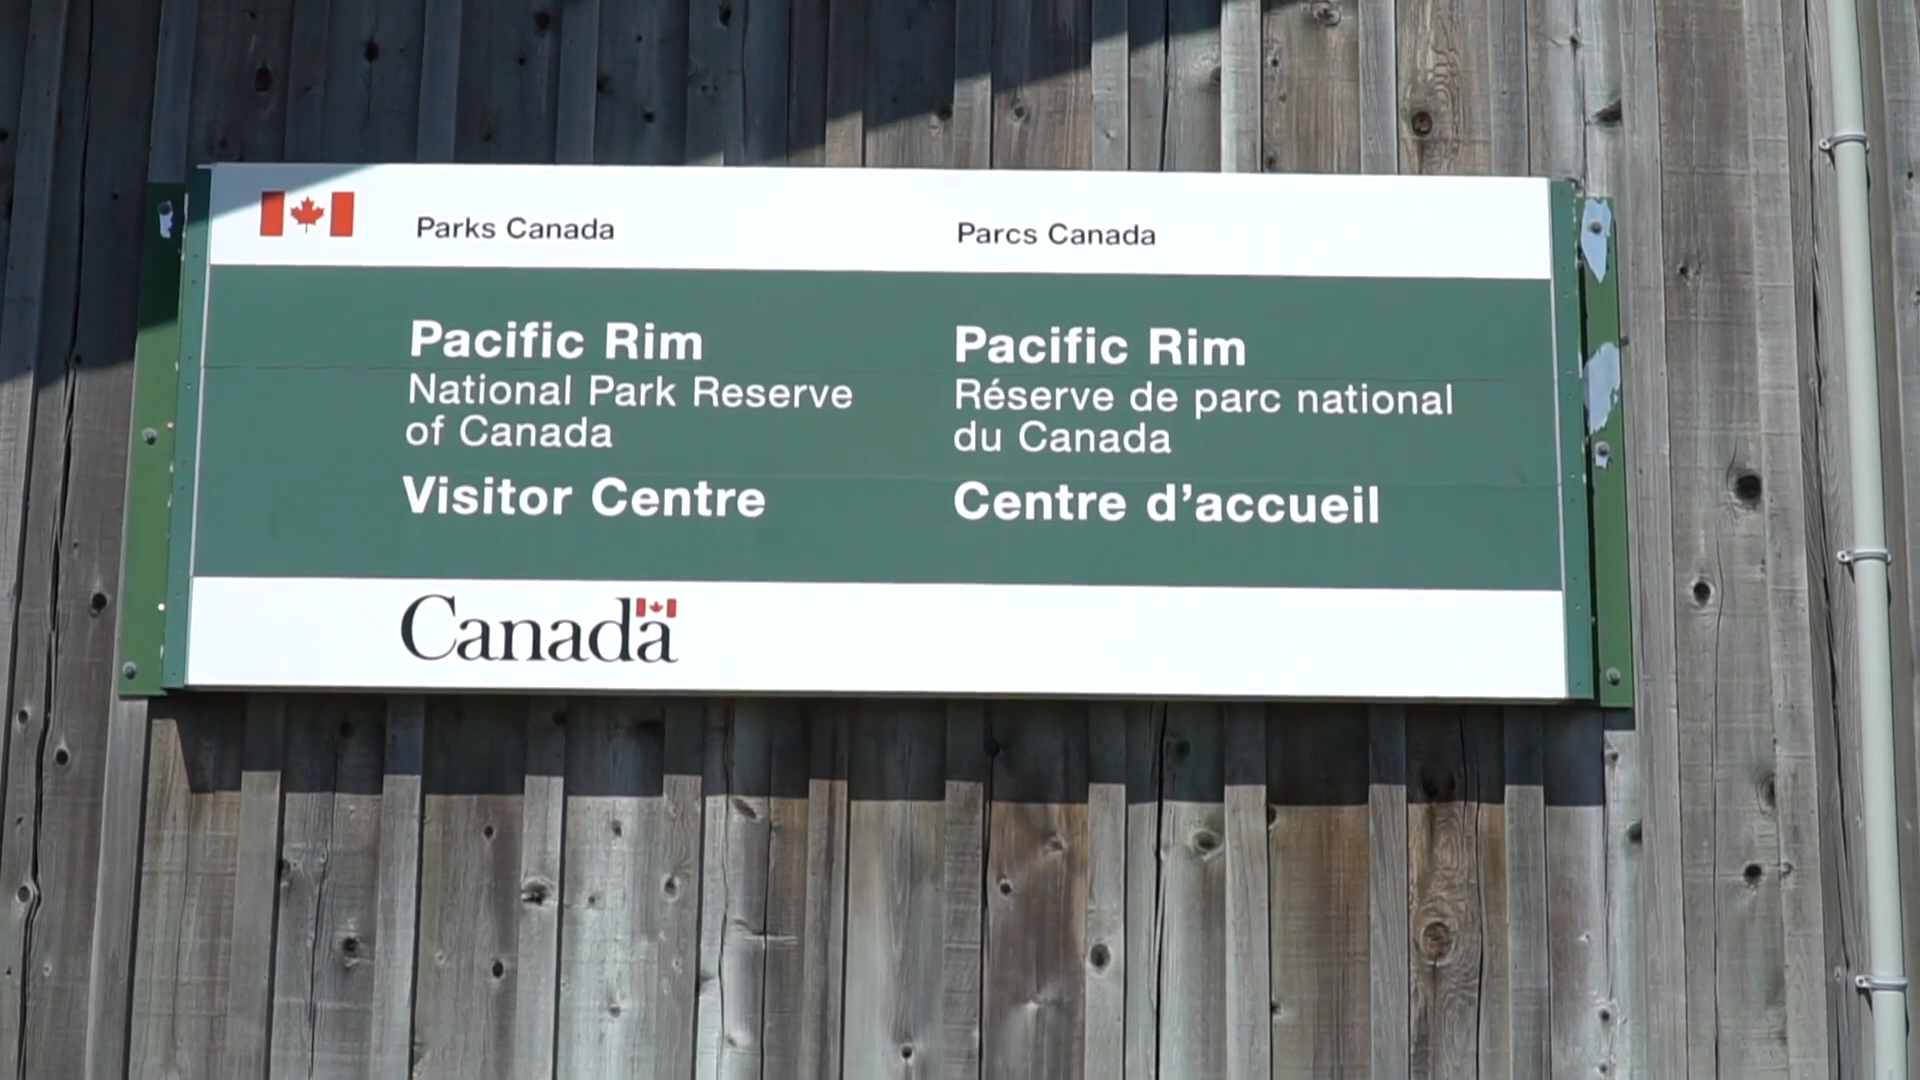 Parks Canada
Parcs Canada
Pacific Rim
National Park Reserve
of Canada
Visitor Centre
Pacific Rim
Réserve de parc national
du Canada
Centre d'accueil
Canada